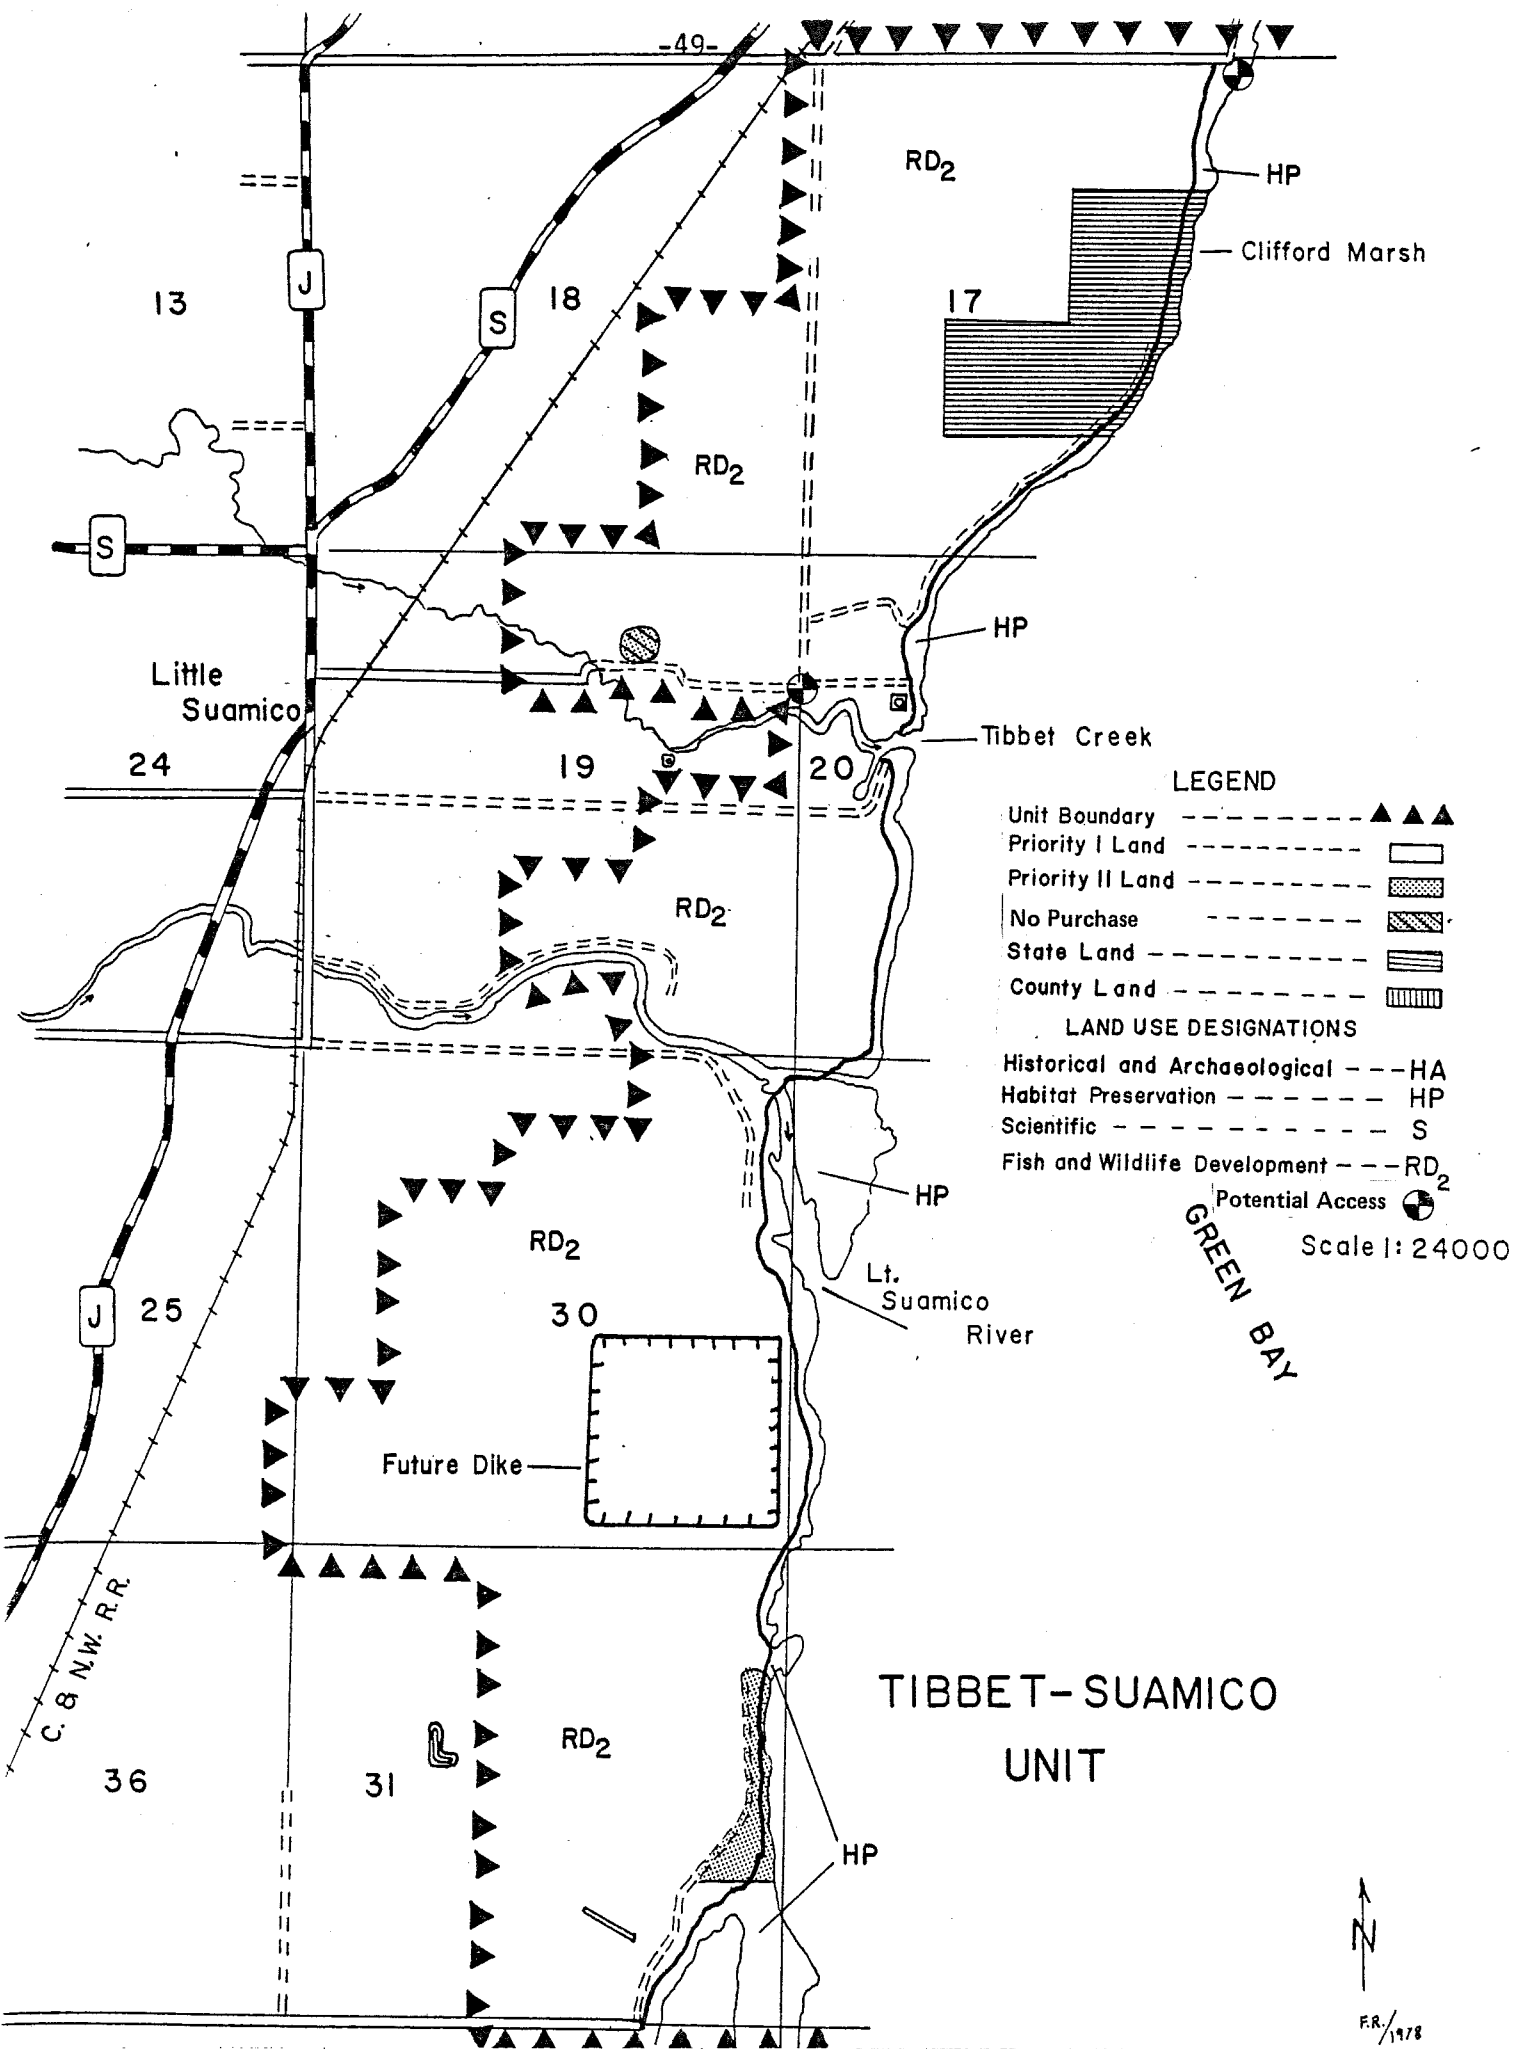 -49-
RD2
HP
Clifford Marsh
J
13
S
18
17
RD2
S
HP
Little
Suamico
Tibbet Creek
24
19
20
LEGEND
Unit Boundary
Priority I Land
Priority II Land
No Purchase
State Land
County Land
LAND USE DESIGNATIONS
Historical and Archaeological --- HA
Habitat Preservation ------ HP
Scientific ---------- S
Fish and Wildlife Development --- RD2
Potential Access
Scale 1:24000
RD2
HP
GREEN BAY
RD2
Lt.
Suamico
River
J
25
30
Future Dike
C. & N.W. R.R.
TIBBET-SUAMICO
UNIT
RD2
36
31
HP
N
F.R./1978